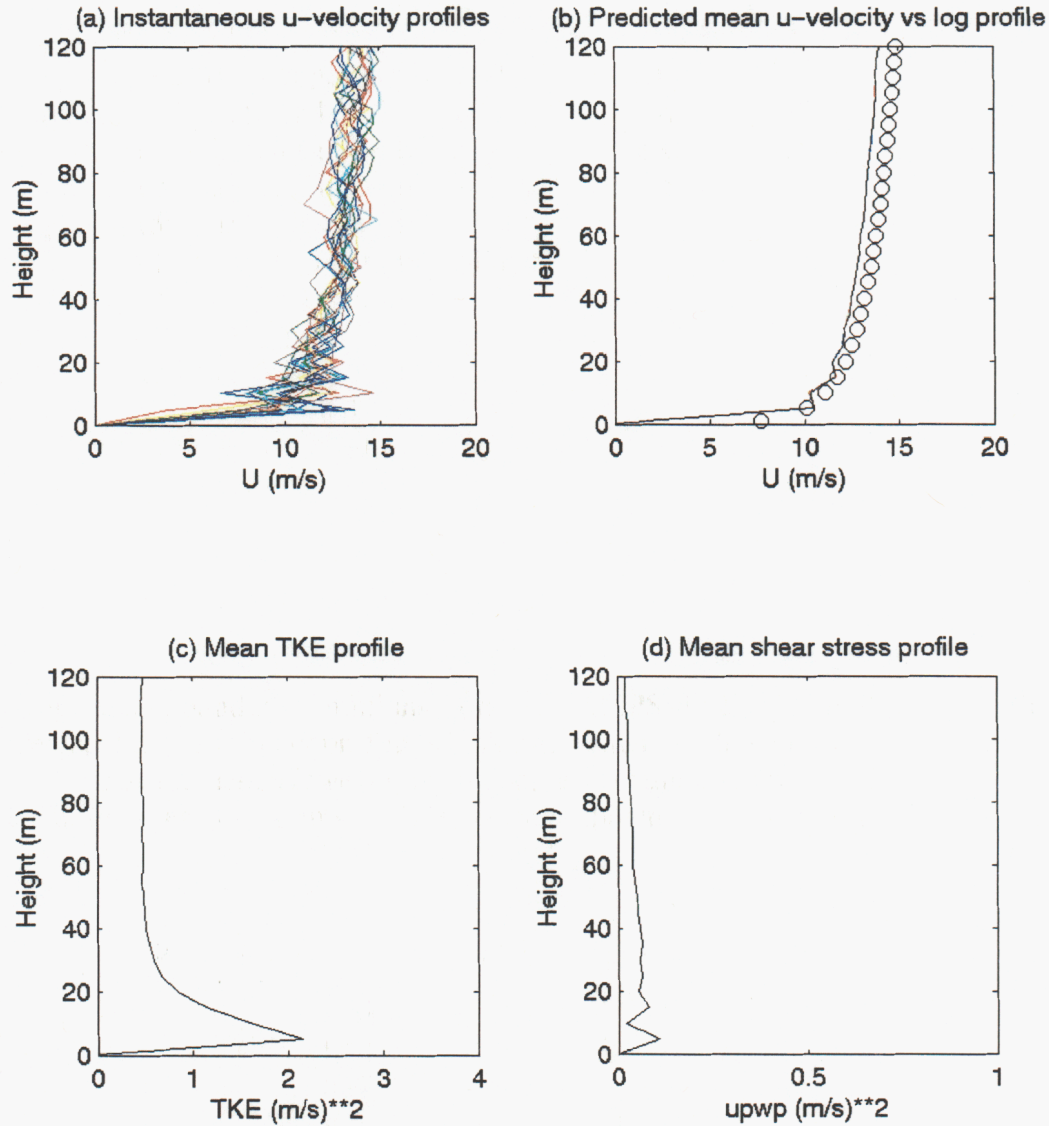 (a) Instantaneous u-velocity profiles
120
100
80
60
40
20
0
Height (m)
0 5 10 15 20
U (m/s)
(b) Predicted mean u-velocity vs log profile
120
100
80
60
40
20
0
Height (m)
0 5 10 15 20
U (m/s)
(c) Mean TKE profile
120
100
80
60
40
20
0
Height (m)
0 1 2 3 4
TKE (m/s)**2
(d) Mean shear stress profile
120
100
80
60
40
20
0
Height (m)
0 0.5 1
upwp (m/s)**2